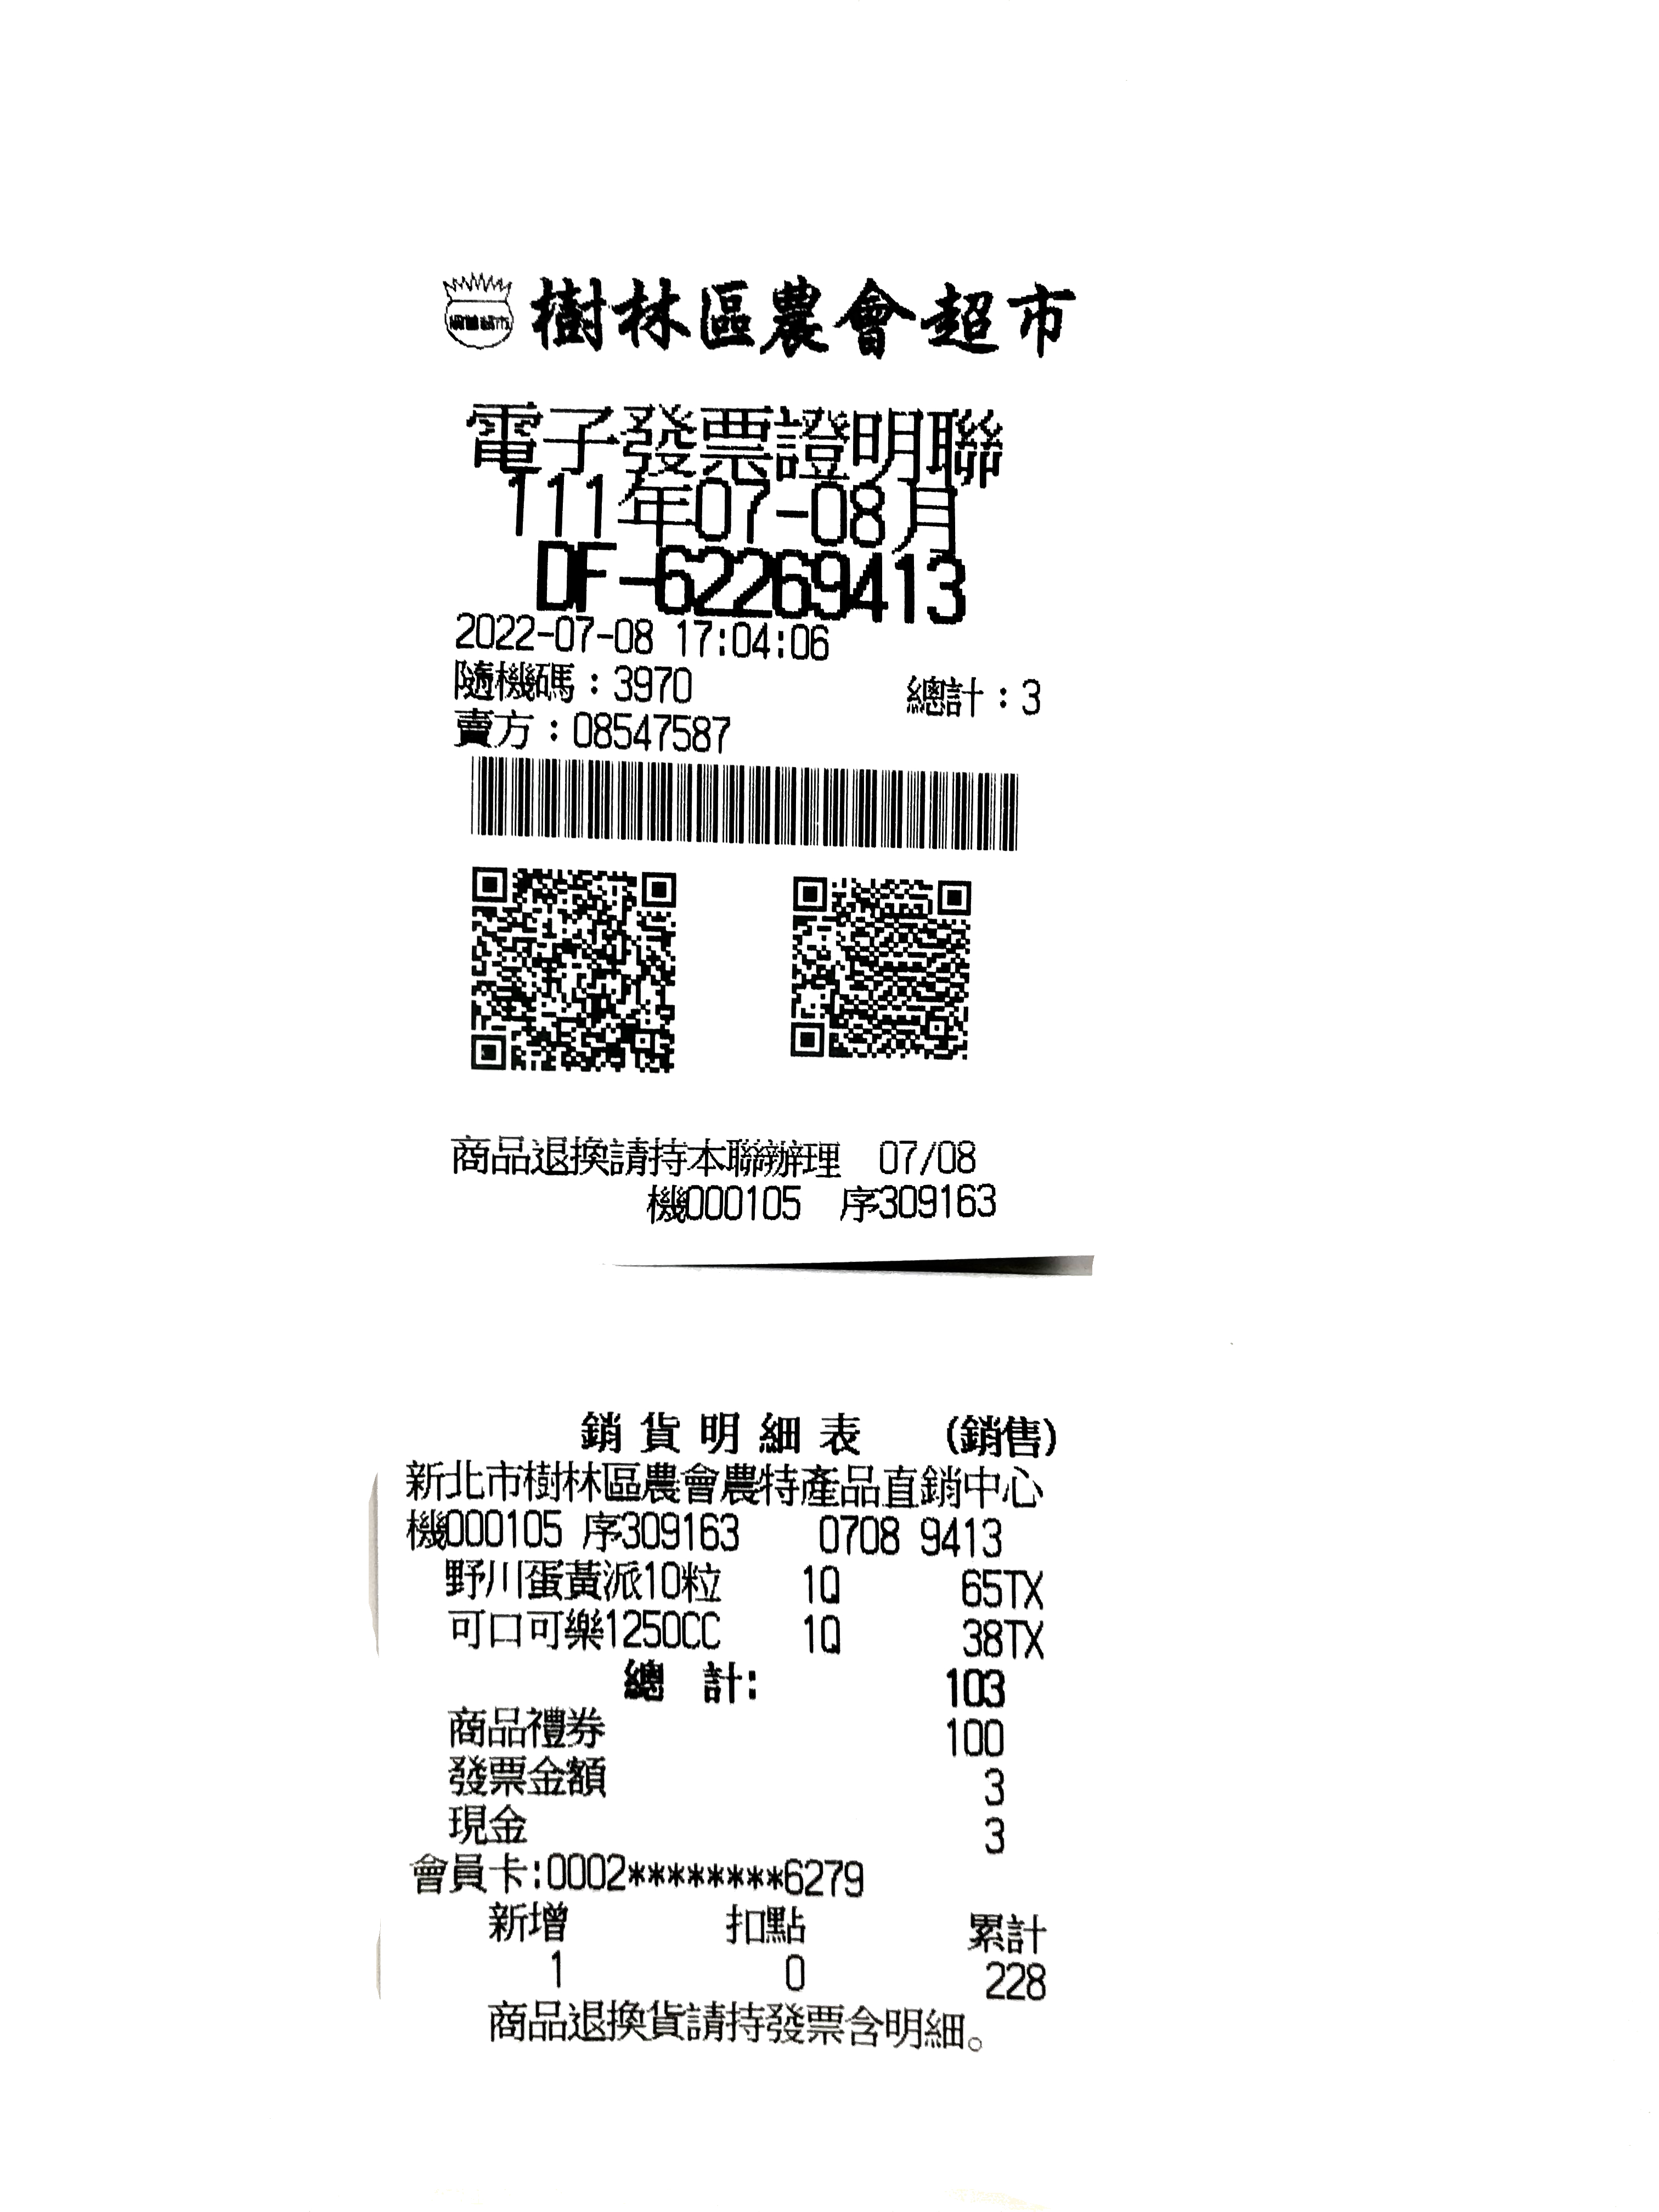 樹林區農會超市
電子發票證明聯
111年07-08月
DF-62269413
2022-07-08 17:04:06
隨機碼：3970 總計：3
賣方：08547587
商品退換請持本聯辦理 07/08
機000105 序309163
銷貨明細表 (銷售)
新北市樹林區農會農特產品直銷中心
機000105 序309163 0708 9413
野川蛋黃派10粒 1Q 65TX
可口可樂1250CC 1Q 38TX
總 計: 103
商品禮券 100
發票金額 3
現金 3
會員卡:0002********6279
新增 扣點 累計
1 0 228
商品退換貨請持發票含明細。